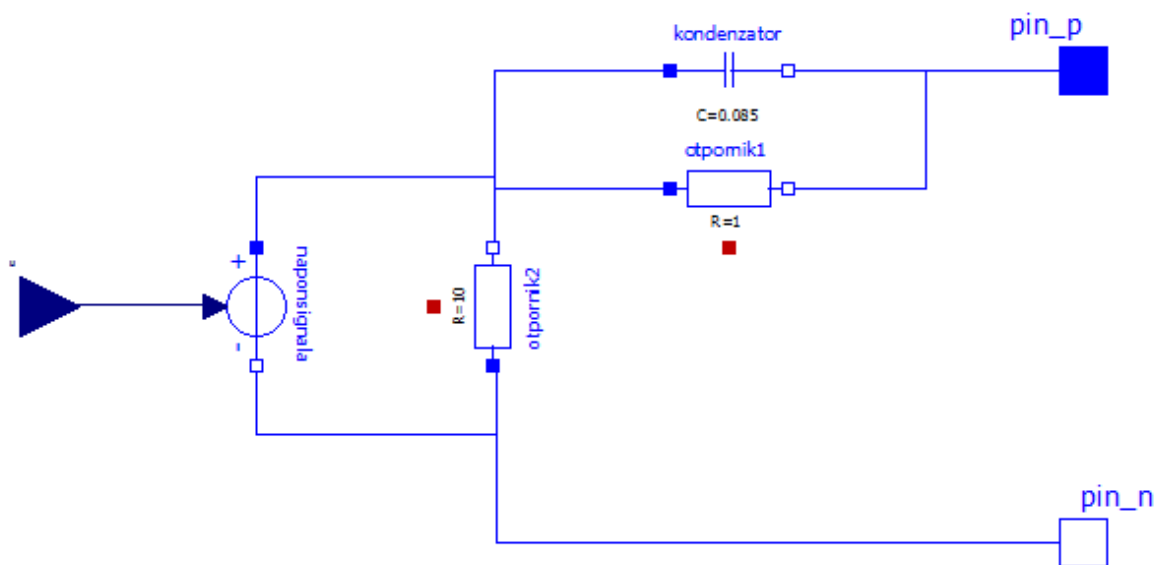 pin_p
kondenzator
C=0.085
otpornik1
R=1
+
naponsignala
-
R=10
otpornik2
pin_n